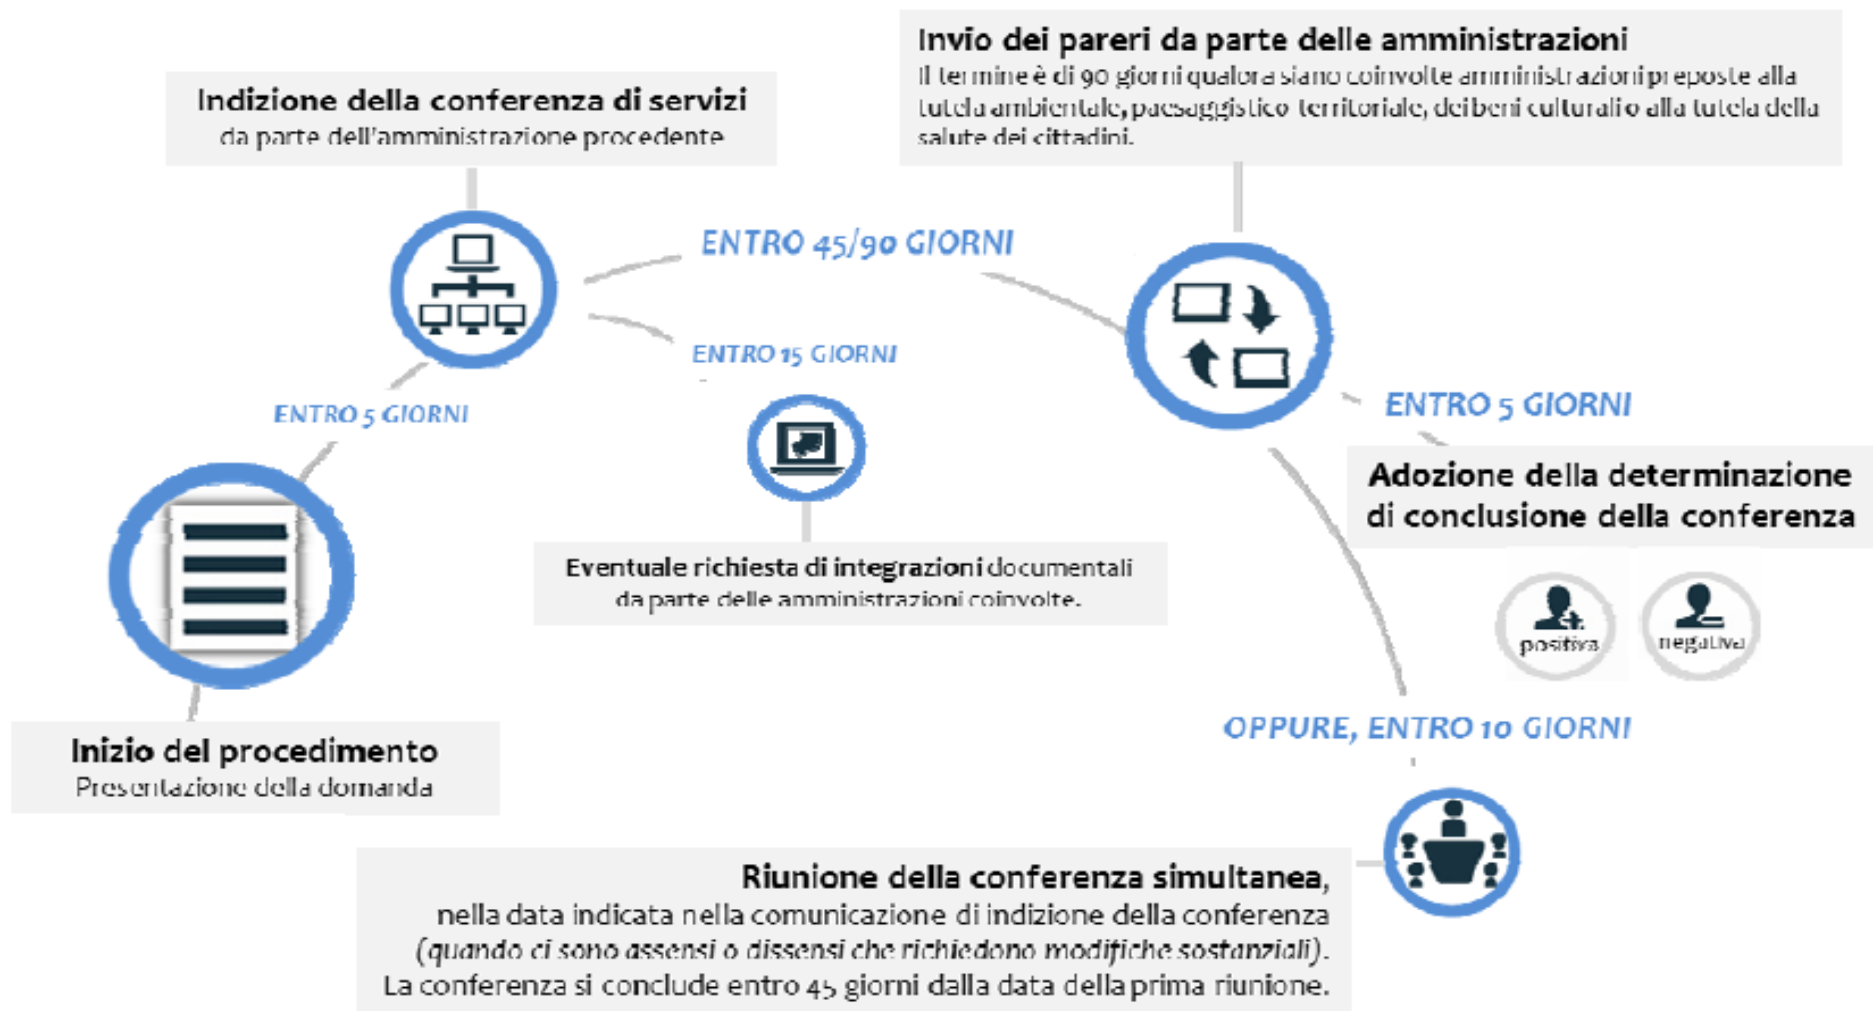 Indizione della conferenza di servizi
da parte dell'amministrazione procedente
Invio dei pareri da parte delle amministrazioni
Il termine è di 90 giorni qualora siano coinvolte amministrazioni preposte alla
tutela ambientale, paesaggistico territoriale, dei beni culturali o alla tutela della
salute dei cittadini.
ENTRO 45/90 GIORNI
ENTRO 15 GIORNI
ENTRO 5 GIORNI
ENTRO 5 GIORNI
Adozione della determinazione
di conclusione della conferenza
positiva
negativa
Eventuale richiesta di integrazioni documentali
da parte delle amministrazioni coinvolte.
Inizio del procedimento
Presentazione della domanda
OPPURE, ENTRO 10 GIORNI
Riunione della conferenza simultanea,
nella data indicata nella comunicazione di indizione della conferenza
(quando ci sono assensi o dissensi che richiedono modifiche sostanziali).
La conferenza si conclude entro 45 giorni dalla data della prima riunione.